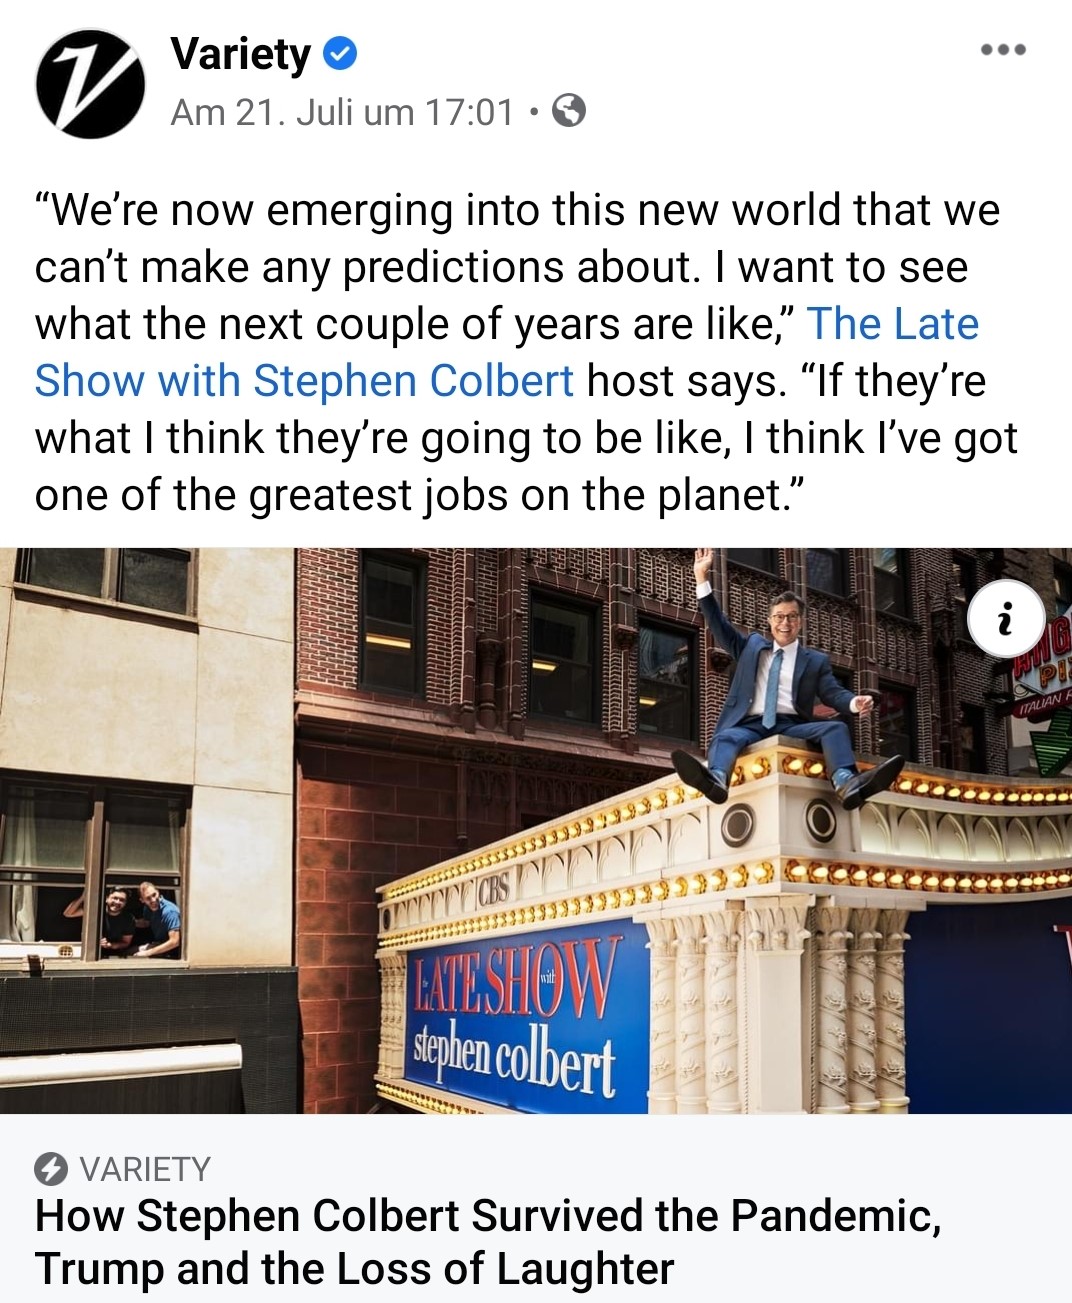 Variety
Am 21. Juli um 17:01 •
“We’re now emerging into this new world that we
can’t make any predictions about. I want to see
what the next couple of years are like,” The Late
Show with Stephen Colbert host says. “If they’re
what I think they’re going to be like, I think I’ve got
one of the greatest jobs on the planet.”
ITALIAN
CBS
the LATE SHOW with
stephen colbert
VARIETY
How Stephen Colbert Survived the Pandemic,
Trump and the Loss of Laughter